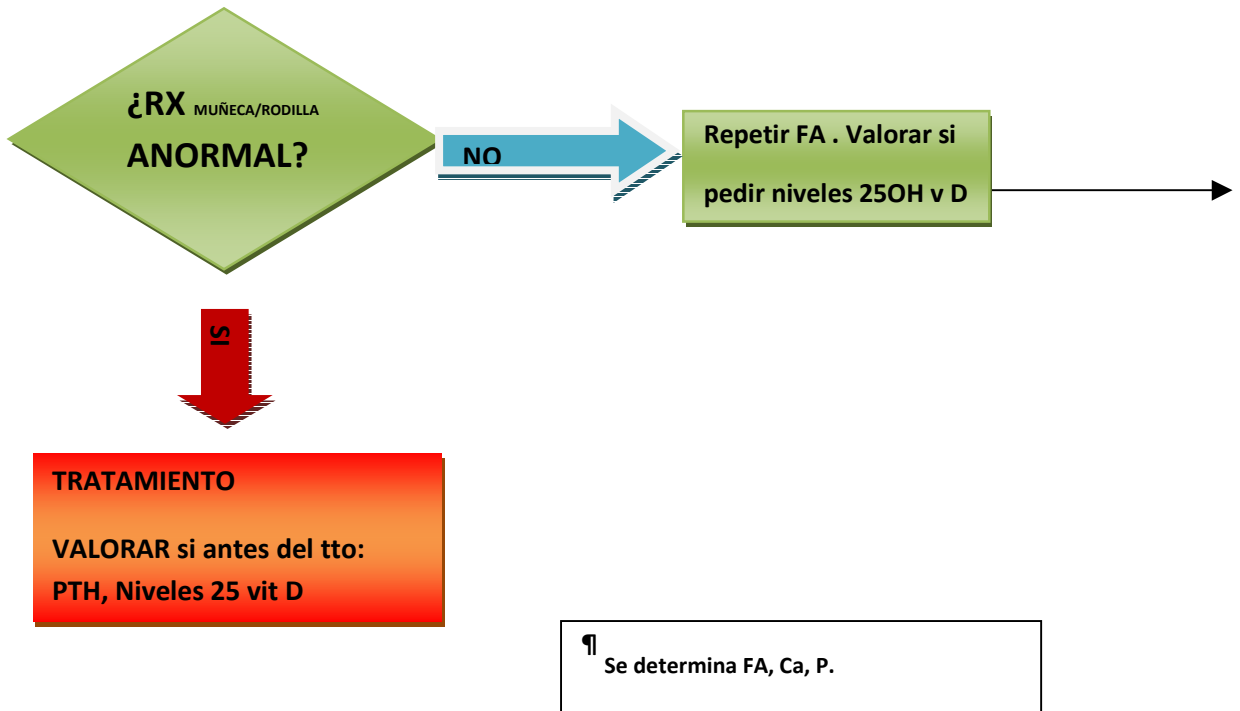 ¿RX MUÑECA/RODILLA
ANORMAL?
NO
Repetir FA . Valorar si
pedir niveles 25OH v D
SI
TRATAMIENTO
VALORAR si antes del tto:
PTH, Niveles 25 vit D
¶
Se determina FA, Ca, P.